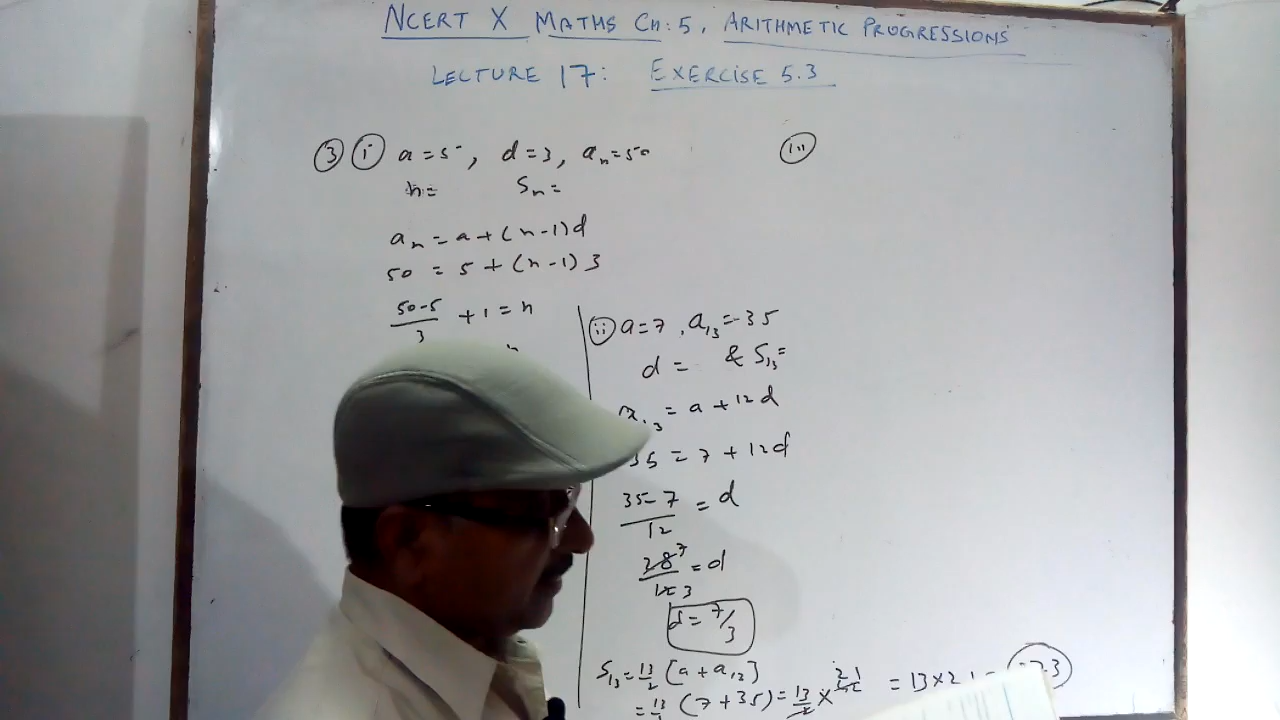 NCERT X MATHS CH: 5, ARITHMETIC PROGRESSIONS
LECTURE 17: EXERCISE 5.3
③ ⓘ a = 5, d = 3, aₙ = 50
n = Sₙ =
aₙ = a + (n-1)d
50 = 5 + (n-1) 3
50-5/3 + 1 = n
n
ⓘⓘ a = 7, a₁₃ = 35
d = & S₁₃ =
= a + 12d
35 = 7 + 12d
35-7/12 = d
28 7/12 3 = d
d = 7/3
S₁₃ = 13/2 [a + a₁₃]
= 13/2 (7 + 35) = 13/2 × 42 21 = 13 × 21 =
(iii)